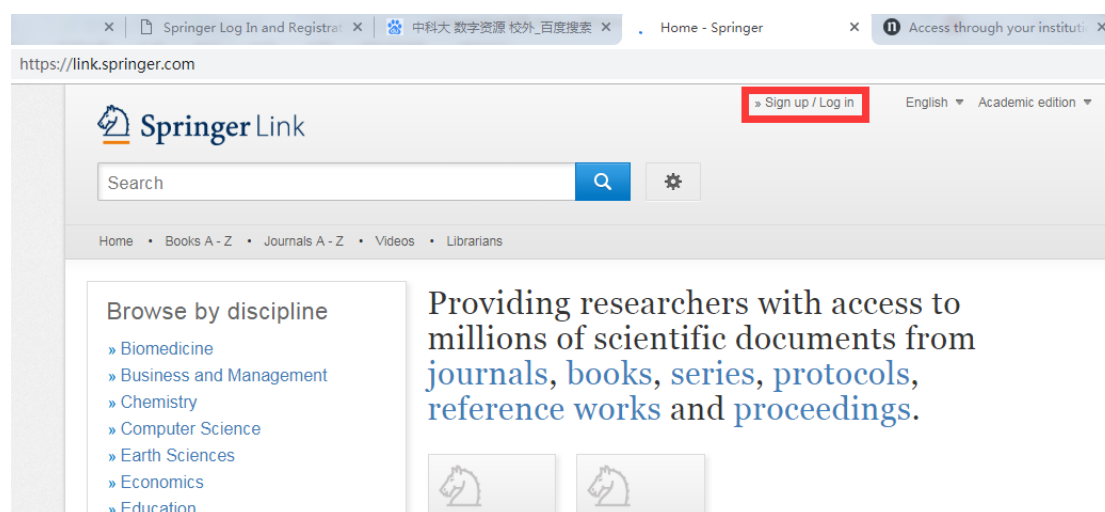 Springer Log In and Registrat
中科大 数字资源 校外_百度搜索
Home - Springer
Access through your instituti
https://link.springer.com
» Sign up / Log in
English
Academic edition
Springer Link
Search
Home • Books A - Z • Journals A - Z • Videos • Librarians
Browse by discipline
» Biomedicine
» Business and Management
» Chemistry
» Computer Science
» Earth Sciences
» Economics
» Education
Providing researchers with access to
millions of scientific documents from
journals, books, series, protocols,
reference works and proceedings.